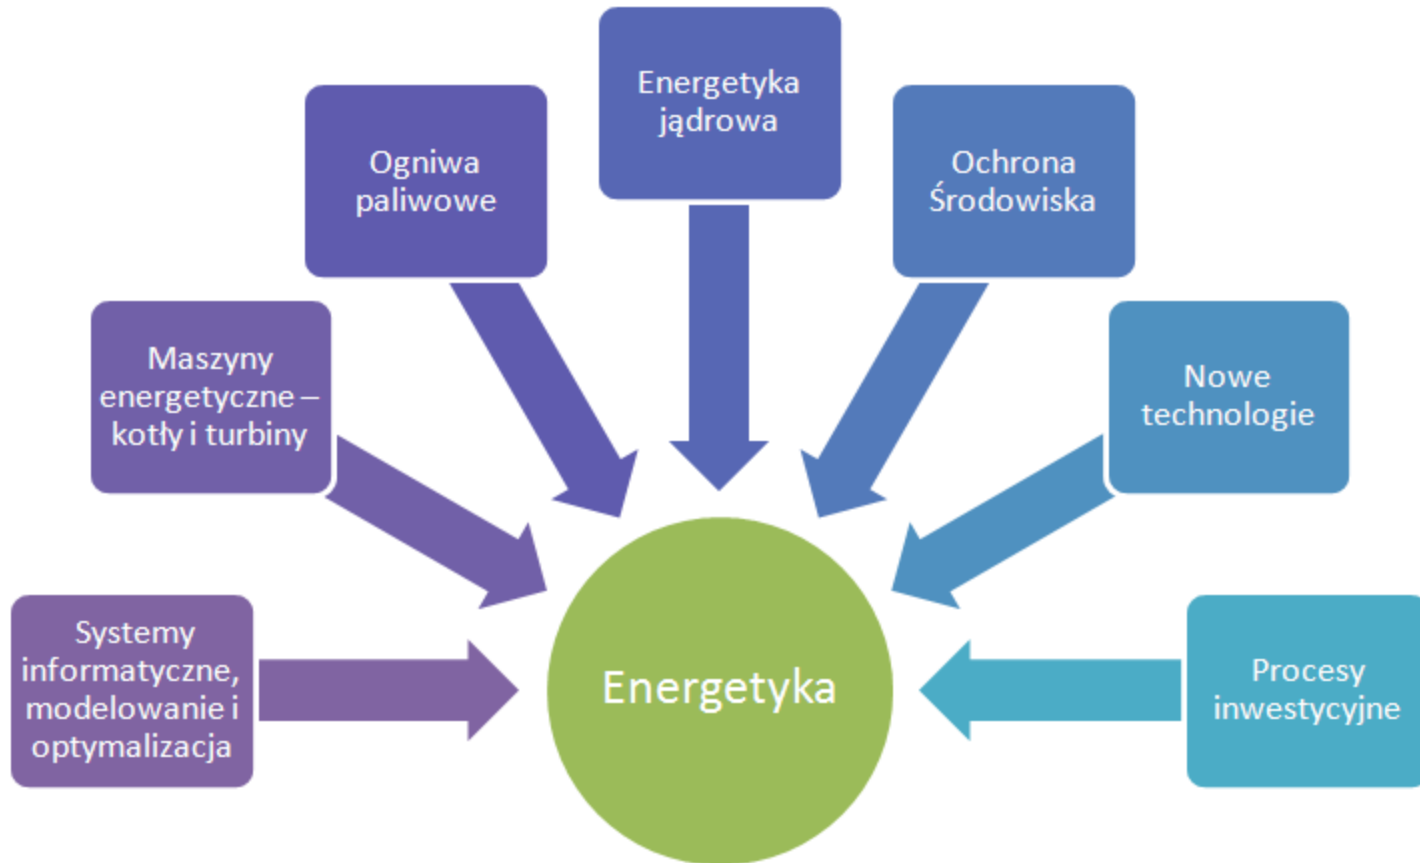 Energetyka
jądrowa
Ogniwa
paliwowe
Ochrona
Środowiska
Maszyny
energetyczne –
kotły i turbiny
Nowe
technologie
Systemy
informatyczne,
modelowanie i
optymalizacja
Energetyka
Procesy
inwestycyjne